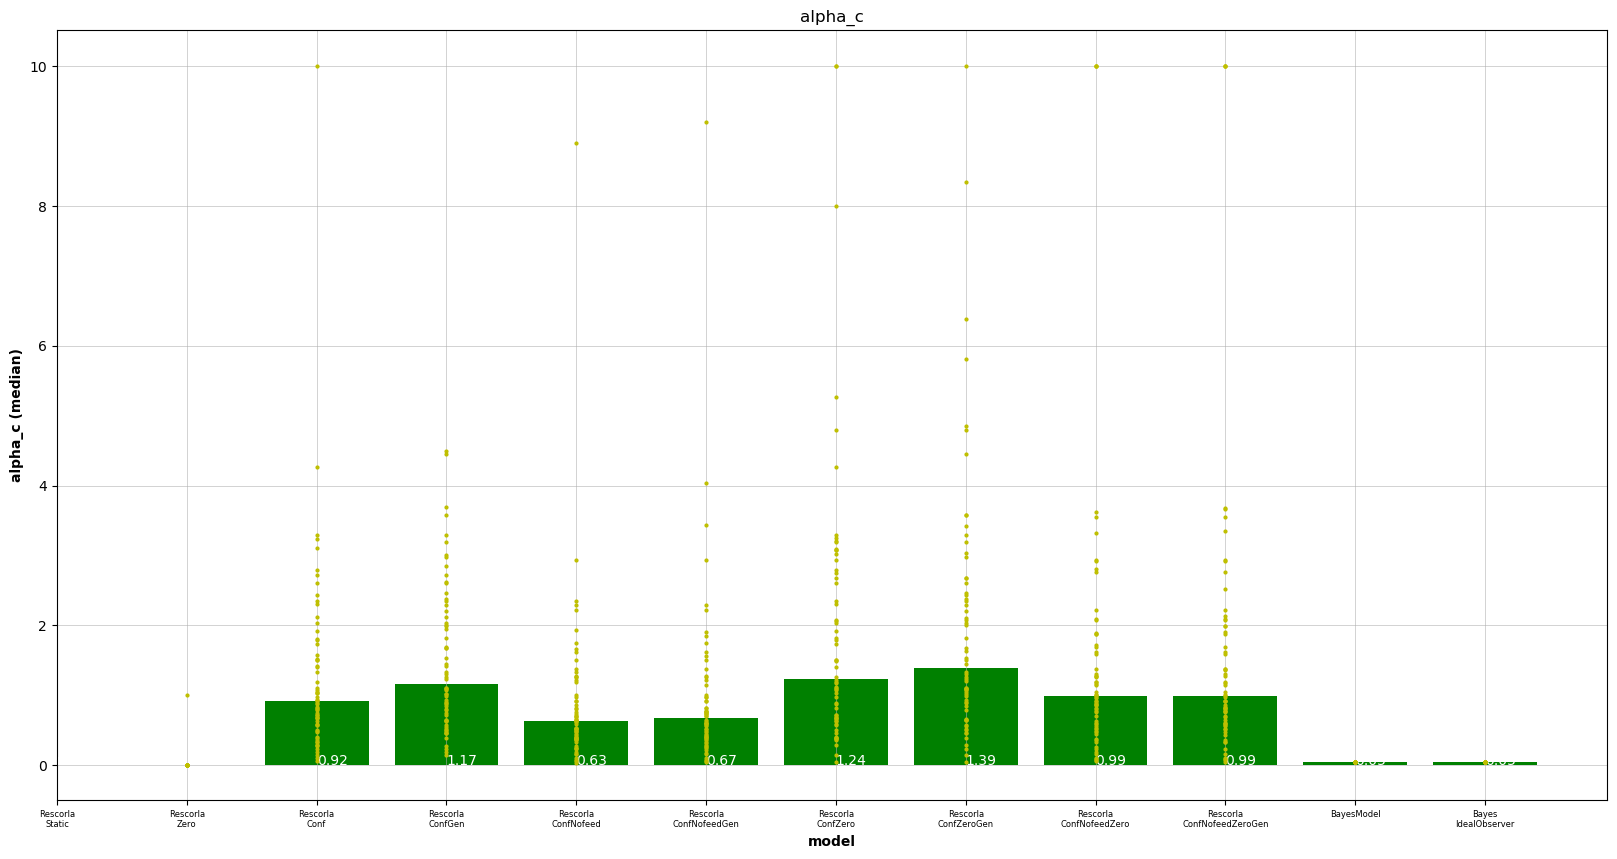 alpha_c
10
8
6
4
2
0
alpha_c (median)
0.92
1.17
0.63
0.67
1.24
1.39
0.99
0.99
Rescorla
Static
Rescorla
Zero
Rescorla
Conf
Rescorla
ConfGen
Rescorla
ConfNofeed
Rescorla
ConfNofeedGen
Rescorla
ConfZero
Rescorla
ConfZeroGen
Rescorla
ConfNofeedZero
Rescorla
ConfNofeedZeroGen
BayesModel
Bayes
IdealObserver
model